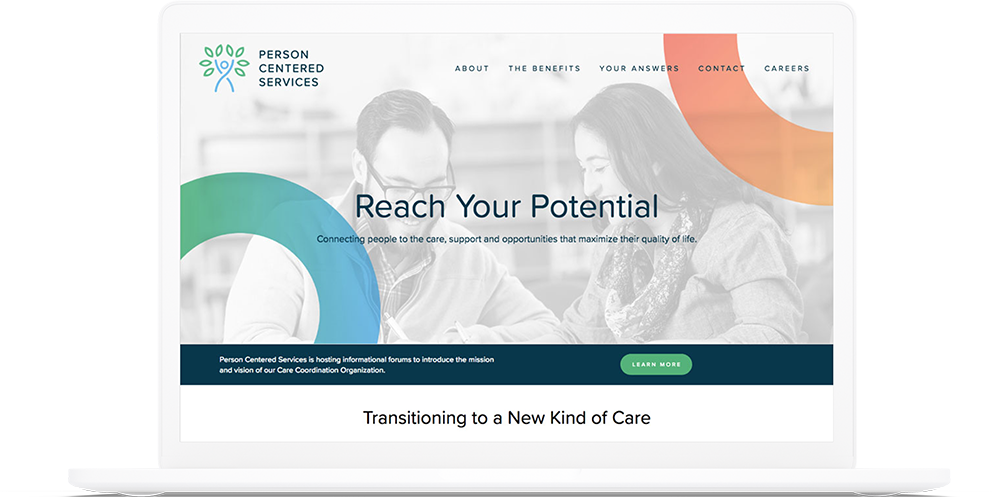 PERSON
CENTERED
SERVICES
ABOUT THE BENEFITS YOUR ANSWERS CONTACT CAREERS
Reach Your Potential
Connecting people to the care, support and opportunities that maximize their quality of life.
Person Centered Services is hosting informational forums to introduce the mission
and vision of our Care Coordination Organization.
LEARN MORE
Transitioning to a New Kind of Care